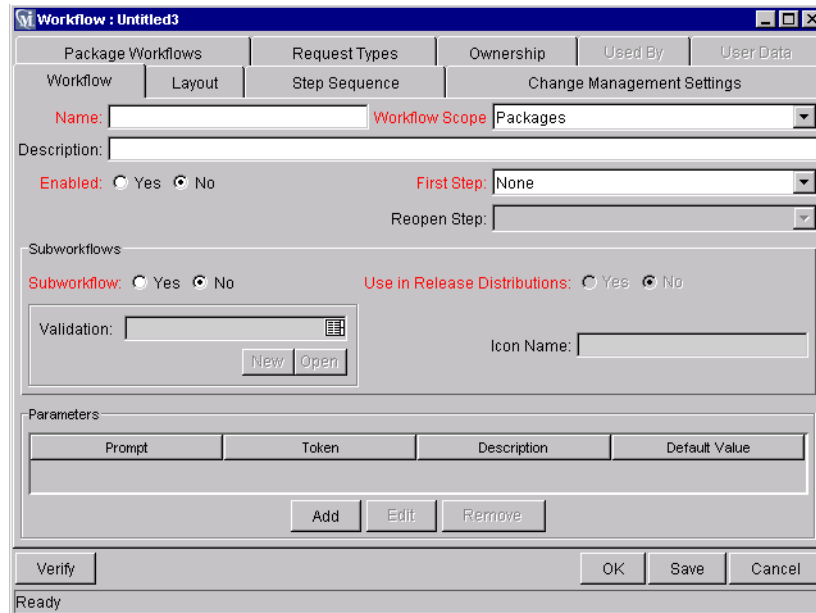 Workflow : Untitled3
Package Workflows Request Types Ownership Used By User Data
Workflow Layout Step Sequence Change Management Settings
Name: Workflow Scope Packages
Description:
Enabled: Yes No First Step: None
Reopen Step:
Subworkflows
Subworkflow: Yes No Use in Release Distributions: Yes No
Validation:
Icon Name:
New Open
Parameters
Prompt Token Description Default Value
Add Edit Remove
Verify OK Save Cancel
Ready